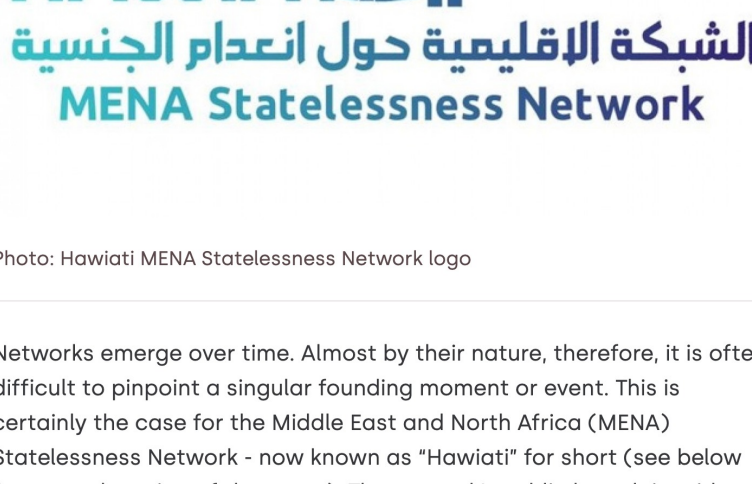 الشبكة الاقليمية حول انعدام الجنسية
MENA Statelessness Network
Photo: Hawiati MENA Statelessness Network logo
Networks emerge over time. Almost by their nature, therefore, it is ofte
difficult to pinpoint a singular founding moment or event. This is
certainly the case for the Middle East and North Africa (MENA)
Statelessness Network - now known as “Hawiati” for short (see below